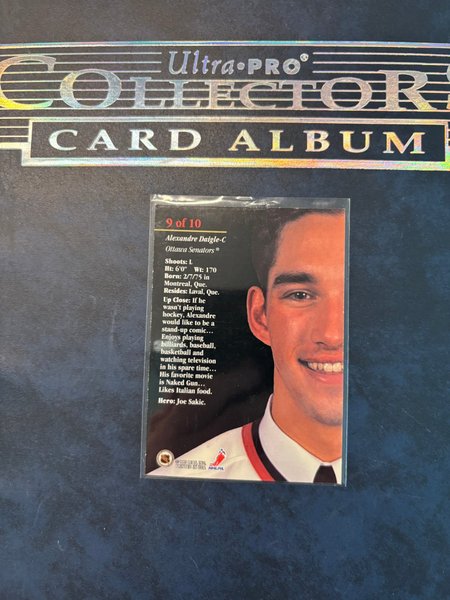 Ultra•PRO®
COLLECTORS
CARD ALBUM
9 of 10
Alexandre Daigle-C
Ottawa Senators®
Shoots: L
Ht: 6'0" Wt: 170
Born: 2/7/75 in
Montreal, Que.
Resides: Laval, Que.
Up Close: If he
wasn't playing
hockey, Alexandre
would like to be a
stand-up comic...
Enjoys playing
billiards, baseball,
basketball and
watching television
in his spare time...
His favorite movie
is Naked Gun...
Likes Italian food.
Hero: Joe Sakic.
NHLPA